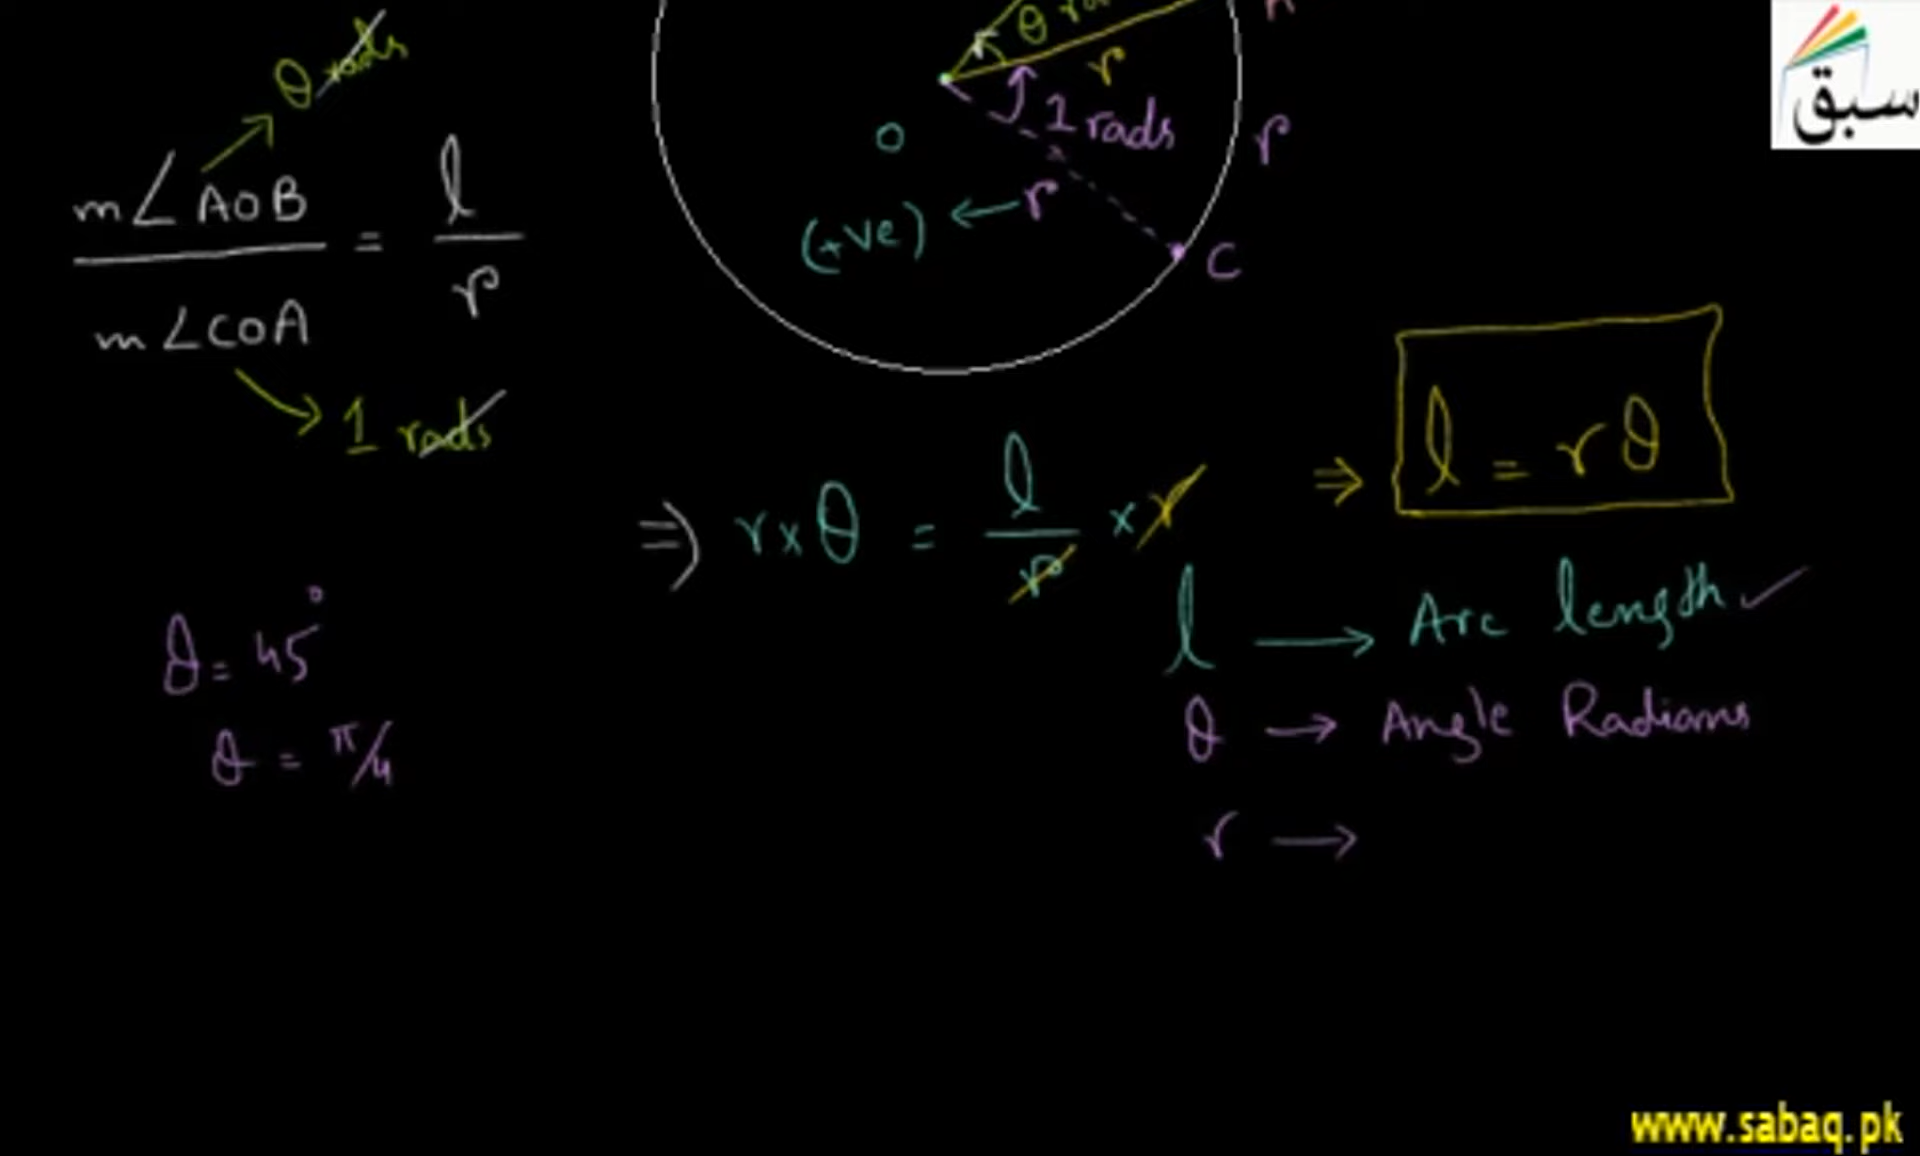 θ rads
m∠AOB / m∠COA = l / r
1 rads
θ
r
1 rads
r
O
r
(+ve)
C
⇒ r×θ = l/r × r
⇒ l = rθ
l → Arc length ✓
θ → Angle Radians
r →
θ = 45°
θ = π/4
سبق
www.sabaq.pk